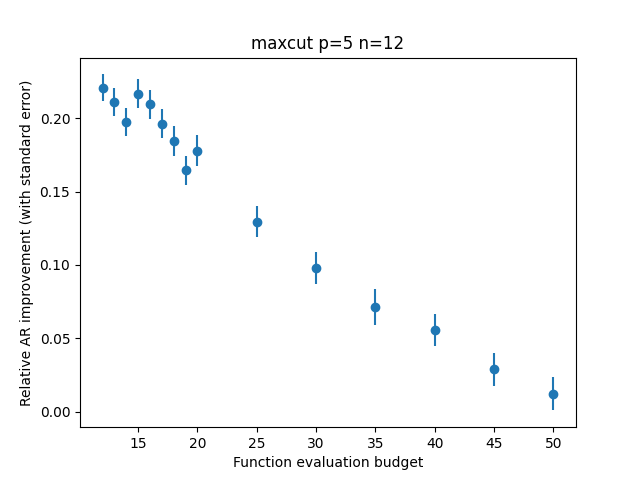 maxcut p=5 n=12
Relative AR improvement (with standard error)
0.20
0.15
0.10
0.05
0.00
15 20 25 30 35 40 45 50
Function evaluation budget